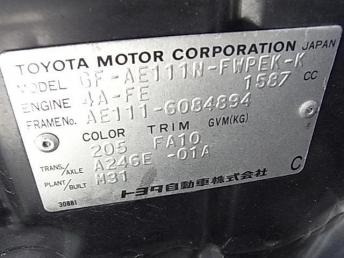 TOYOTA MOTOR CORPORATION JAPAN
MODEL GF-AE111N-FWPEK-K
ENGINE 4A-FE 1587 CC
FRAME No. AE111-6084894
COLOR TRIM GVM(KG)
205 FA10
TRANS./AXLE A246E -01A
PLANT/BUILT M31
トヨタ自動車株式会社 C
30BB1